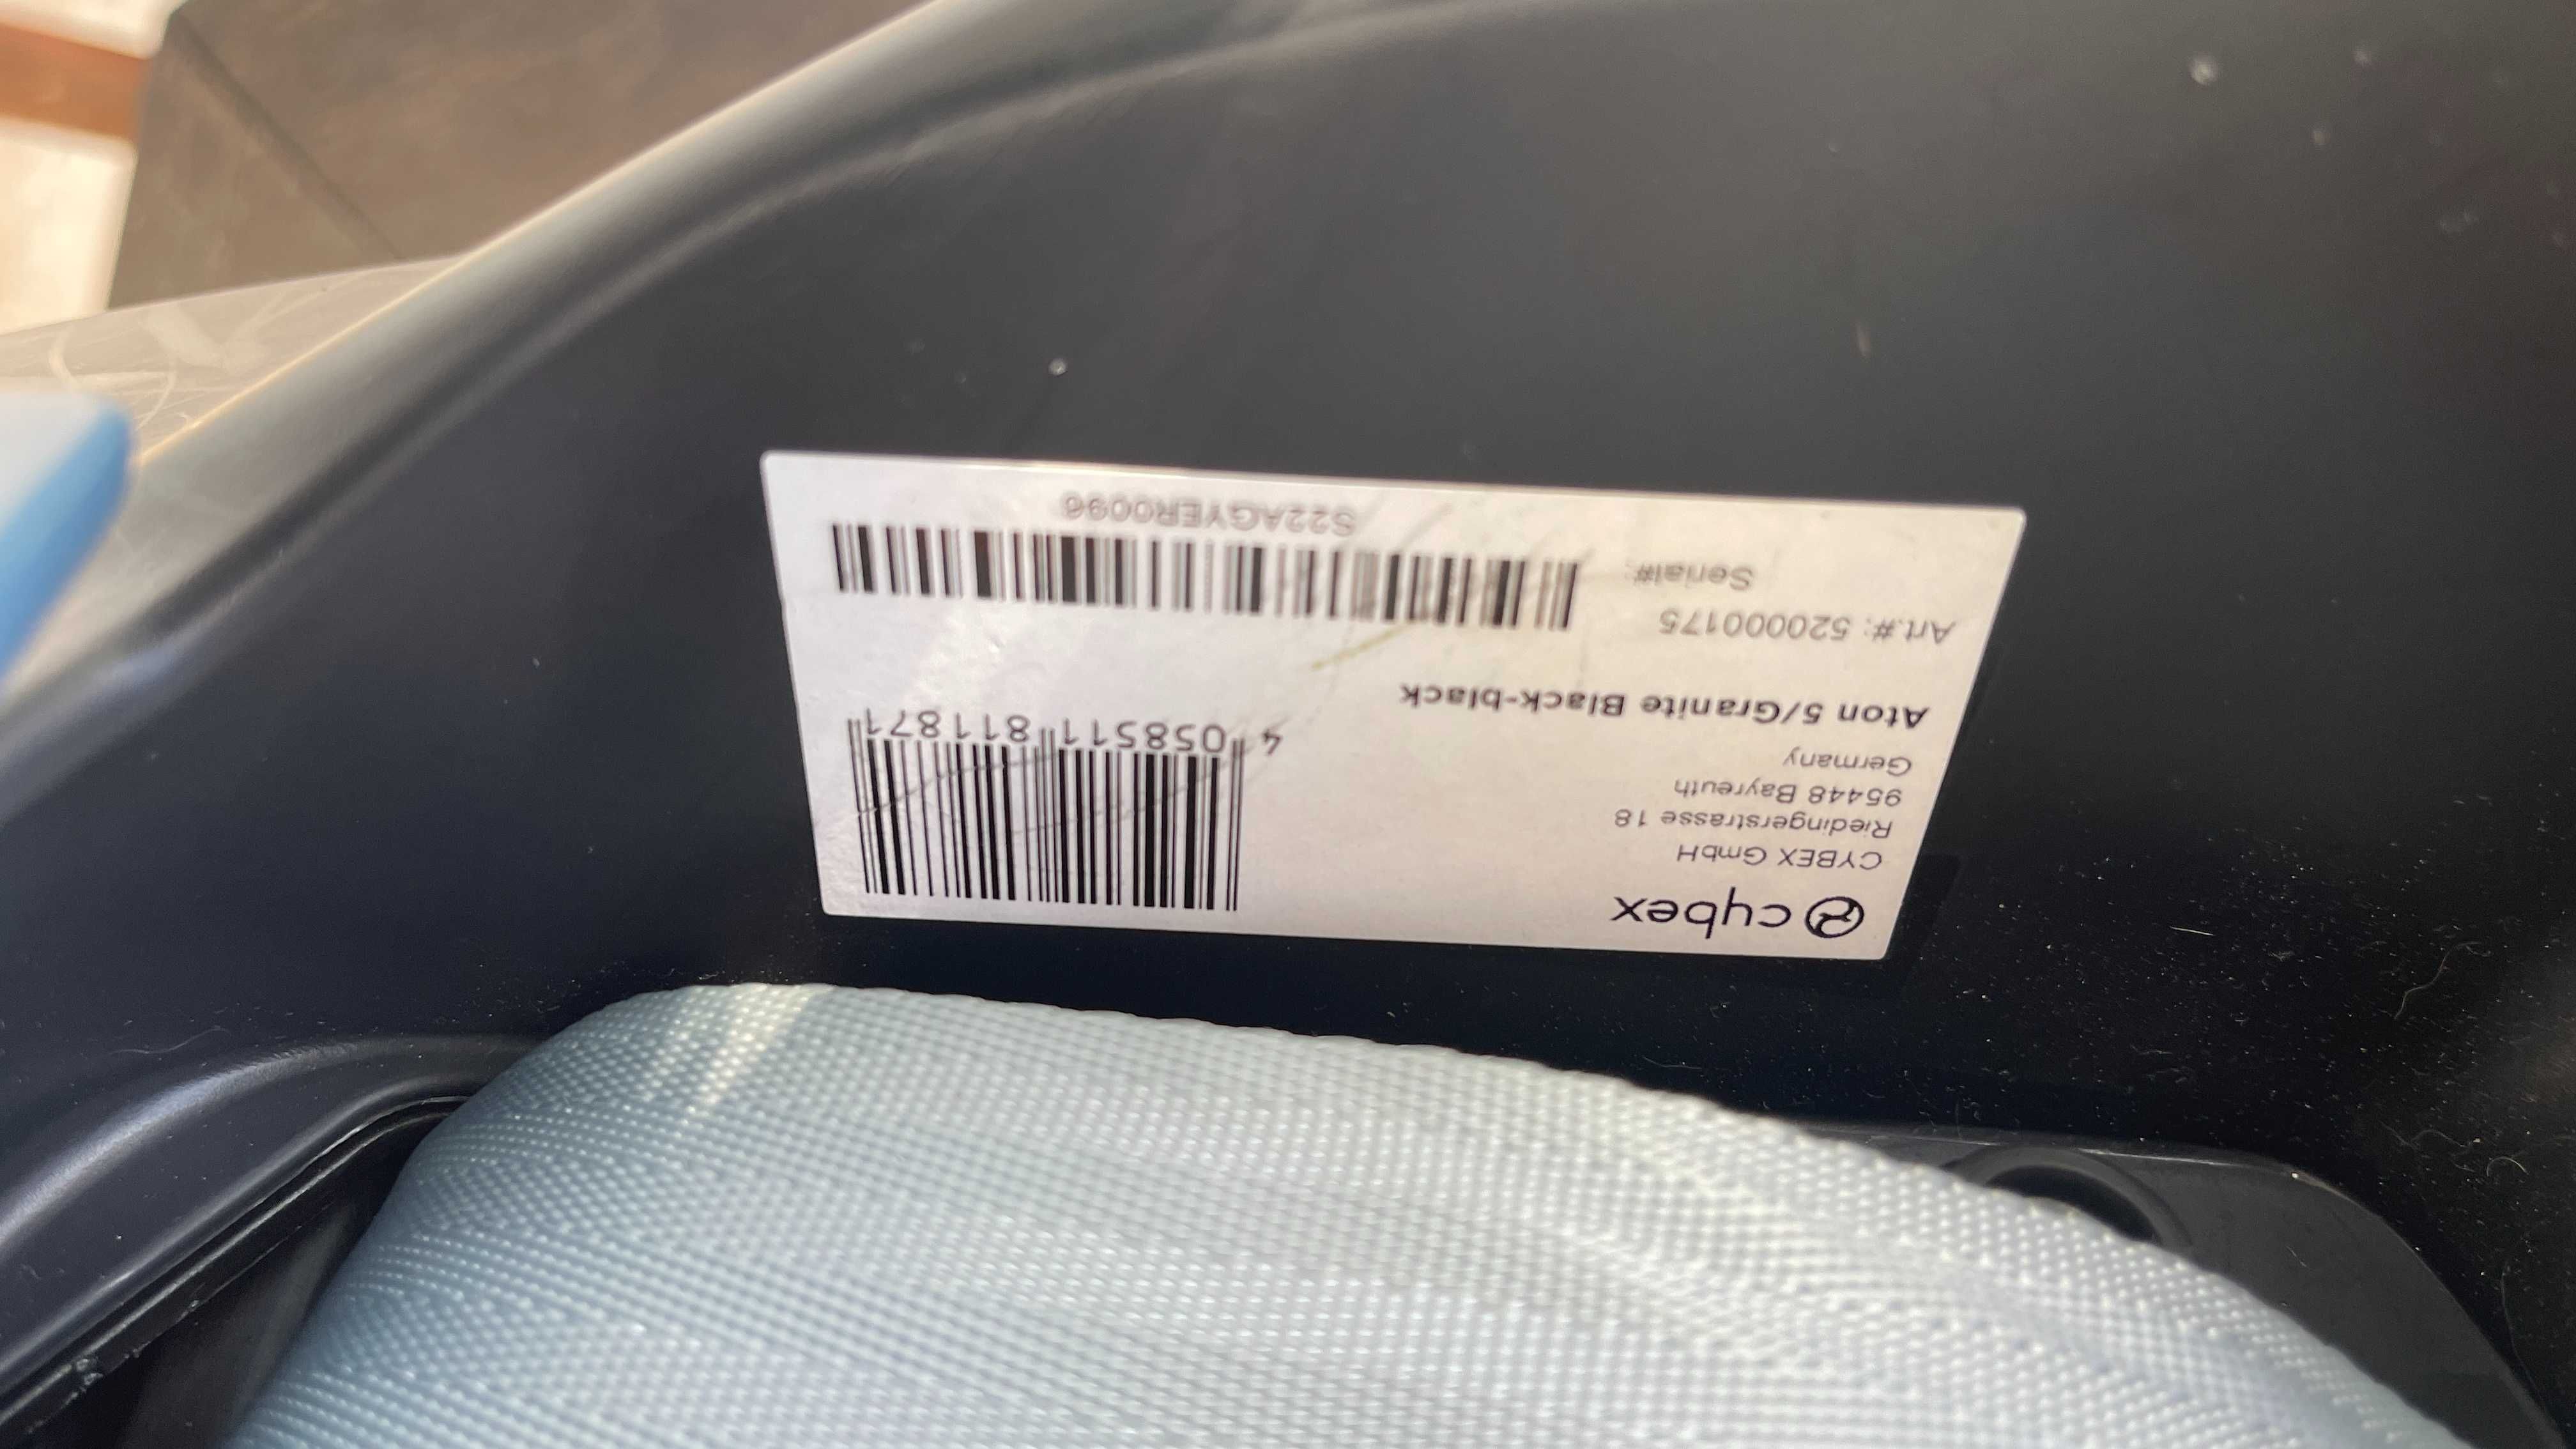 cybex
CYBEX GmbH
Riedingerstrasse 18
95448 Bayreuth
Germany
4 058511 811871
Aton 5/Granite Black-black
Art.#: 520000175
Serial#:
S22AGYER0096